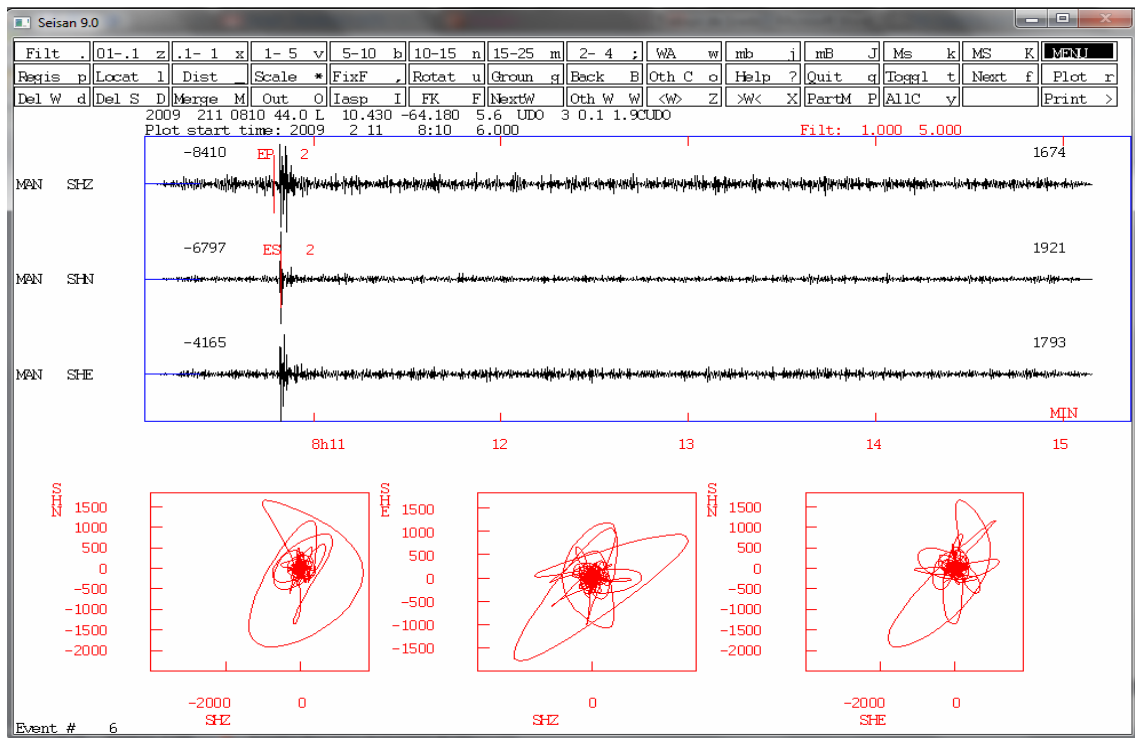 Seisan 9.0
Filt . 01-.1 z .1- 1 x 1- 5 v 5-10 b 10-15 n 15-25 m 2- 4 ; WA w mb j mB J Ms k MS K MENU
Regis p Locat l Dist _ Scale * FixF , Rotat u Groun g Back B Oth C o Help ? Quit q Toggl t Next f Plot r
Del W d Del S D Merge M Out O Iasp I FK F NextW Oth W W <W> Z >W< X PartM P AllC y Print >
2009 211 0810 44.0 L 10.430 -64.180 5.6 UDO 3 0.1 1.9CUDO
Plot start time: 2009 2 11 8:10 6.000 Filt: 1.000 5.000
-8410 EP 2 1674
MAN SHZ
-6797 ES 2 1921
MAN SHN
-4165 1793
MAN SHE
MIN
8h11 12 13 14 15
SHN SHE SHN
1500 1500 1500
1000 1000 1000
500 500 500
0 0 0
-500 -500 -500
-1000 -1000 -1000
-1500 -1500 -1500
-2000 -2000
-2000 0 0 -2000 0
SHZ SHZ SHE
Event # 6